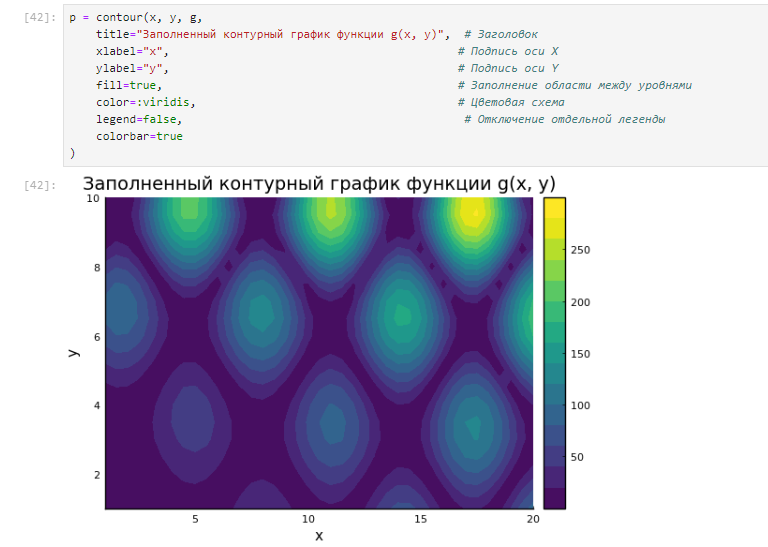 [42]: p = contour(x, y, g,
title="Заполненный контурный график функции g(x, y)", # Заголовок
xlabel="x", # Подпись оси X
ylabel="y", # Подпись оси Y
fill=true, # Заполнение области между уровнями
color=:viridis, # Цветовая схема
legend=false, # Отключение отдельной легенды
colorbar=true
)
[42]: Заполненный контурный график функции g(x, y)
10
8
6
4
2
y
5 10 15 20
x
250
200
150
100
50